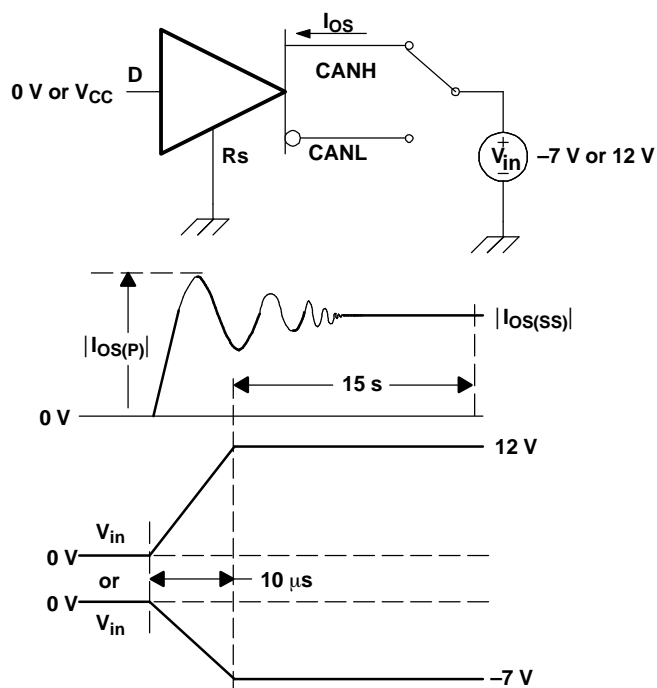 IOS
D
CANH
0 V or VCC
Rs
CANL
Vin
+
–
–7 V or 12 V
|IOS(P)|
|IOS(SS)|
15 s
0 V
12 V
Vin
0 V
or
10 µs
0 V
Vin
–7 V